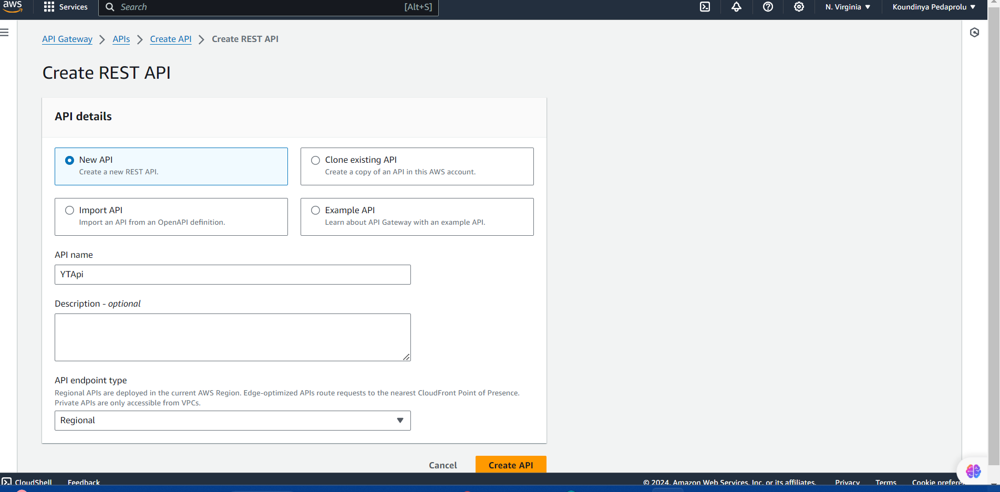 aws Services Search [Alt+S] N. Virginia Koundinya Pedaprolu
API Gateway APIs Create API Create REST API
Create REST API
API details
New API
Create a new REST API.
Clone existing API
Create a copy of an API in this AWS account.
Import API
Import an API from an OpenAPI definition.
Example API
Learn about API Gateway with an example API.
API name
YTApi
Description - optional
API endpoint type
Regional APIs are deployed in the current AWS Region. Edge-optimized APIs route requests to the nearest CloudFront Point of Presence.
Private APIs are only accessible from VPCs.
Regional
Cancel Create API
CloudShell Feedback © 2024, Amazon Web Services, Inc. or its affiliates. Privacy Terms Cookie